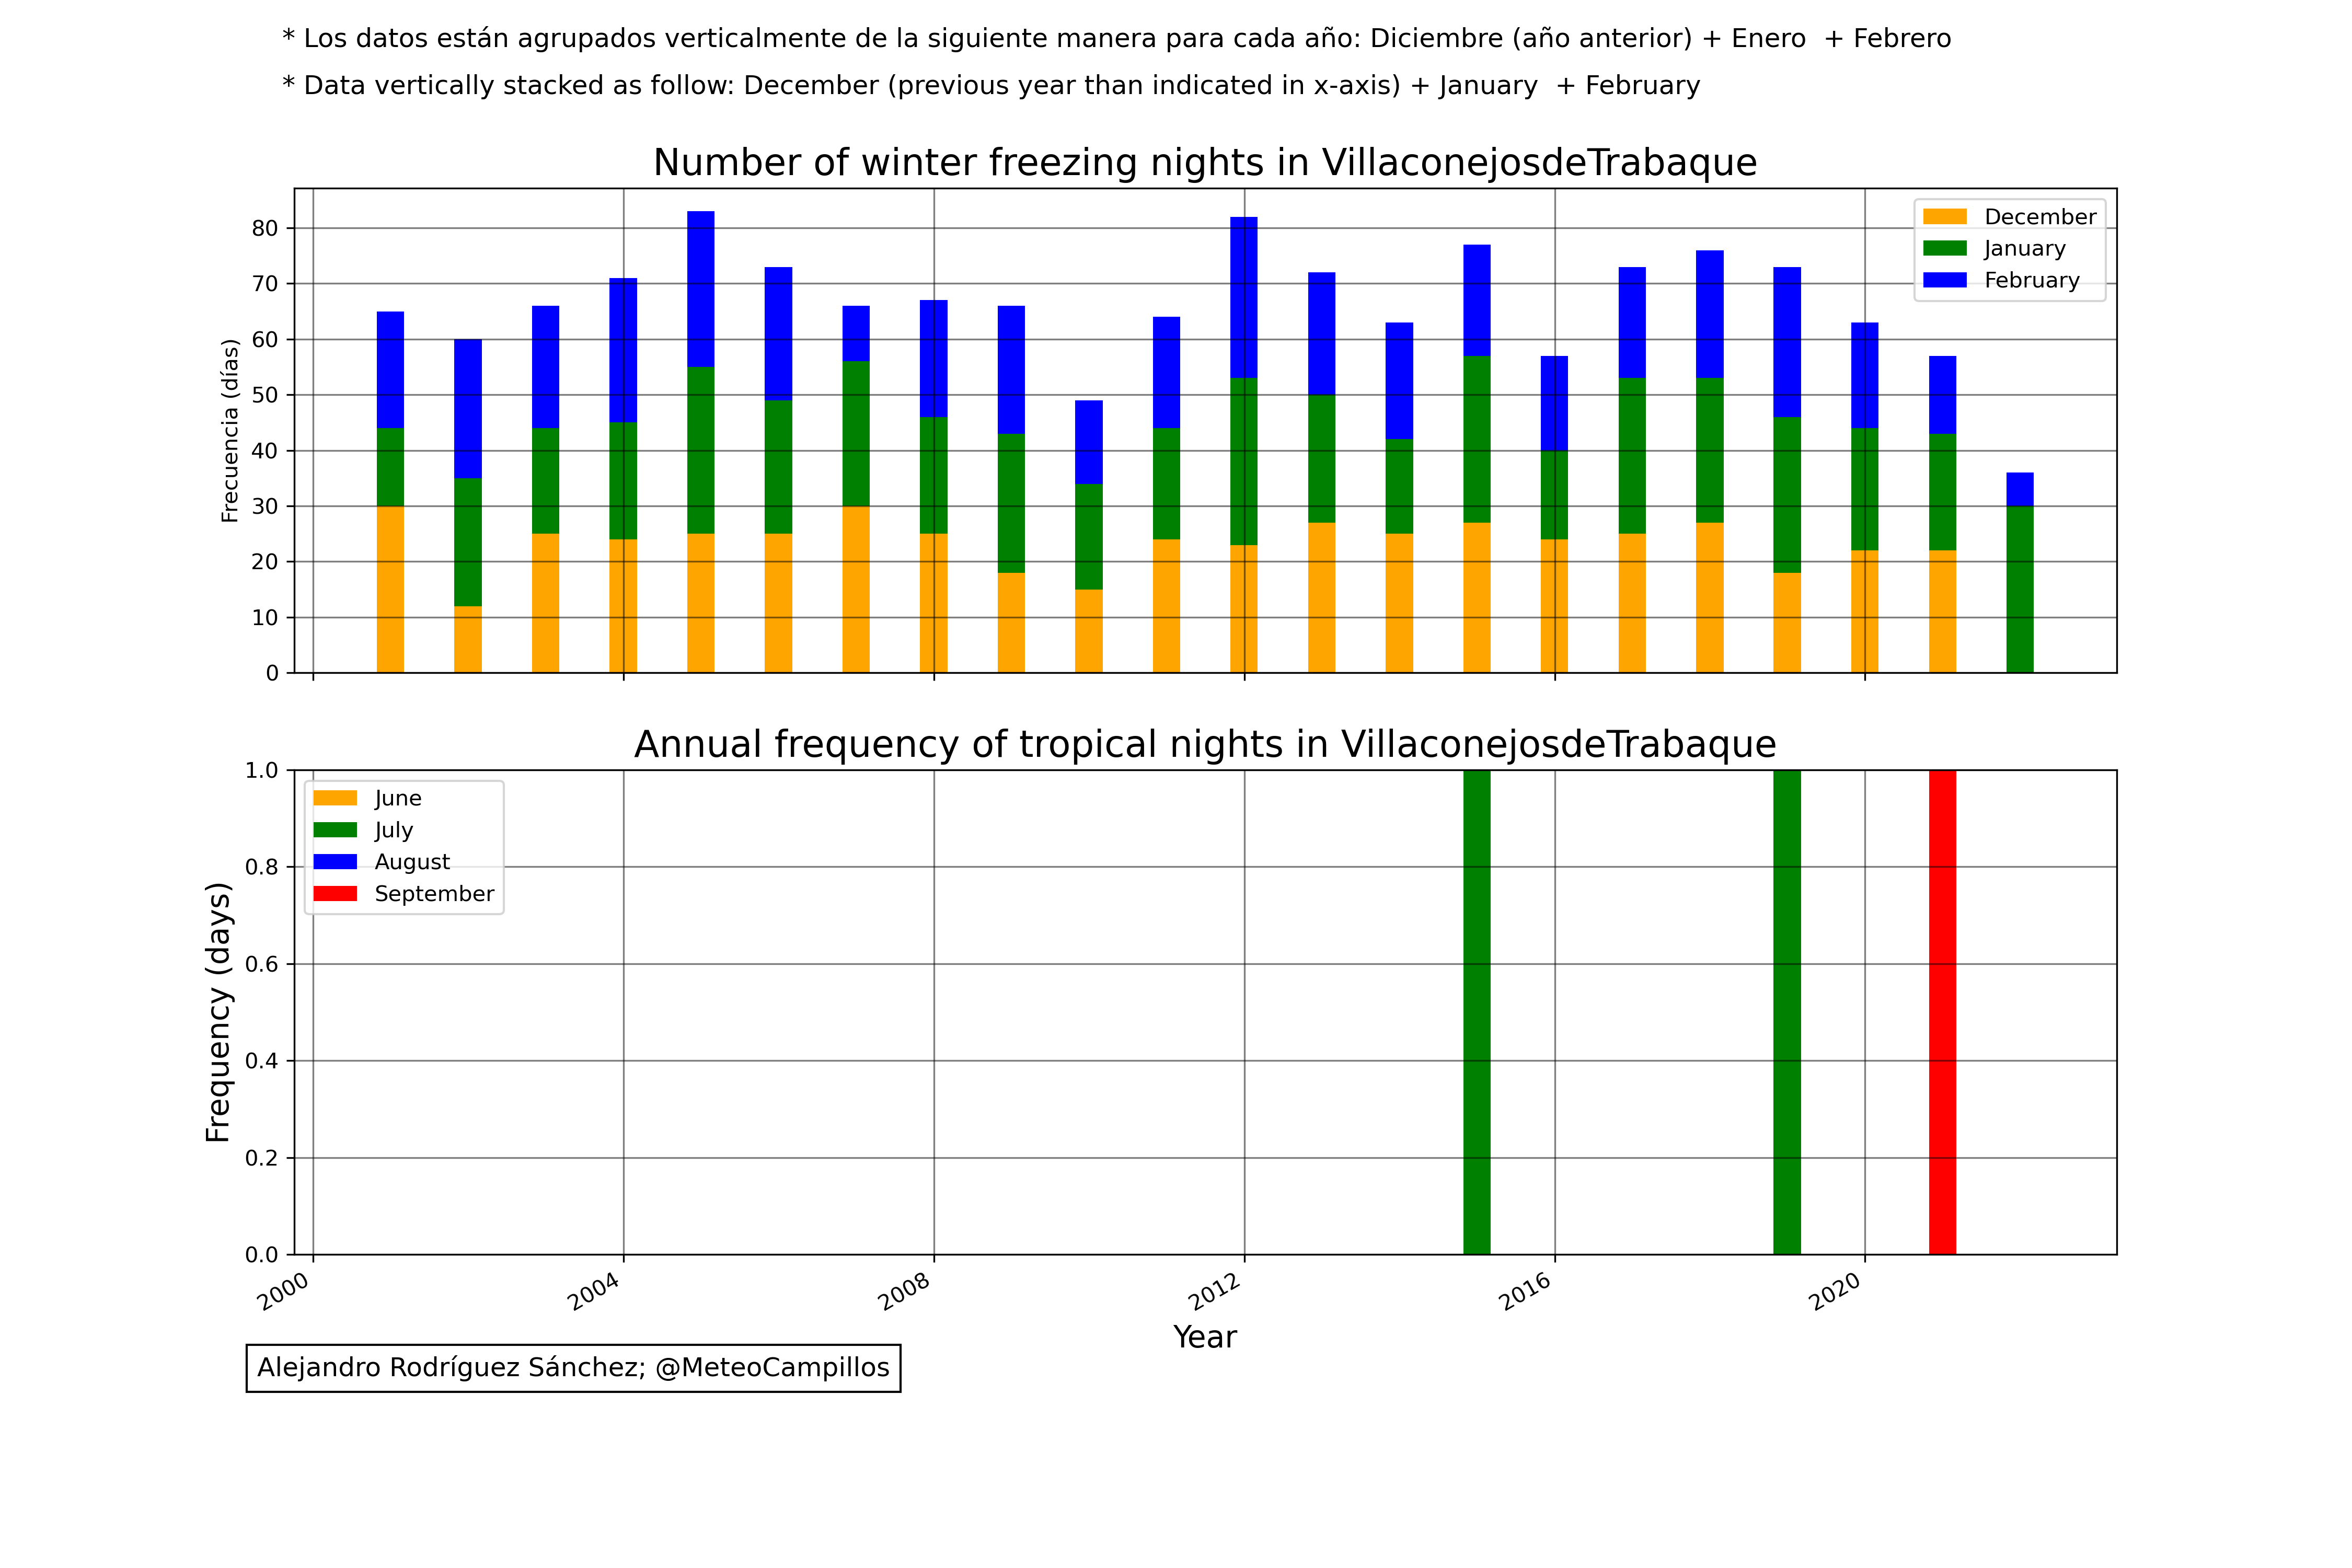 * Los datos están agrupados verticalmente de la siguiente manera para cada año: Diciembre (año anterior) + Enero  + Febrero
* Data vertically stacked as follow: December (previous year than indicated in x-axis) + January  + February
Number of winter freezing nights in VillaconejosdeTrabaque
Frecuencia (días)
80
70
60
50
40
30
20
10
0
December
January
February
Annual frequency of tropical nights in VillaconejosdeTrabaque
Frequency (days)
1.0
0.8
0.6
0.4
0.2
0.0
June
July
August
September
2000
2004
2008
2012
2016
2020
Year
Alejandro Rodríguez Sánchez; @MeteoCampillos